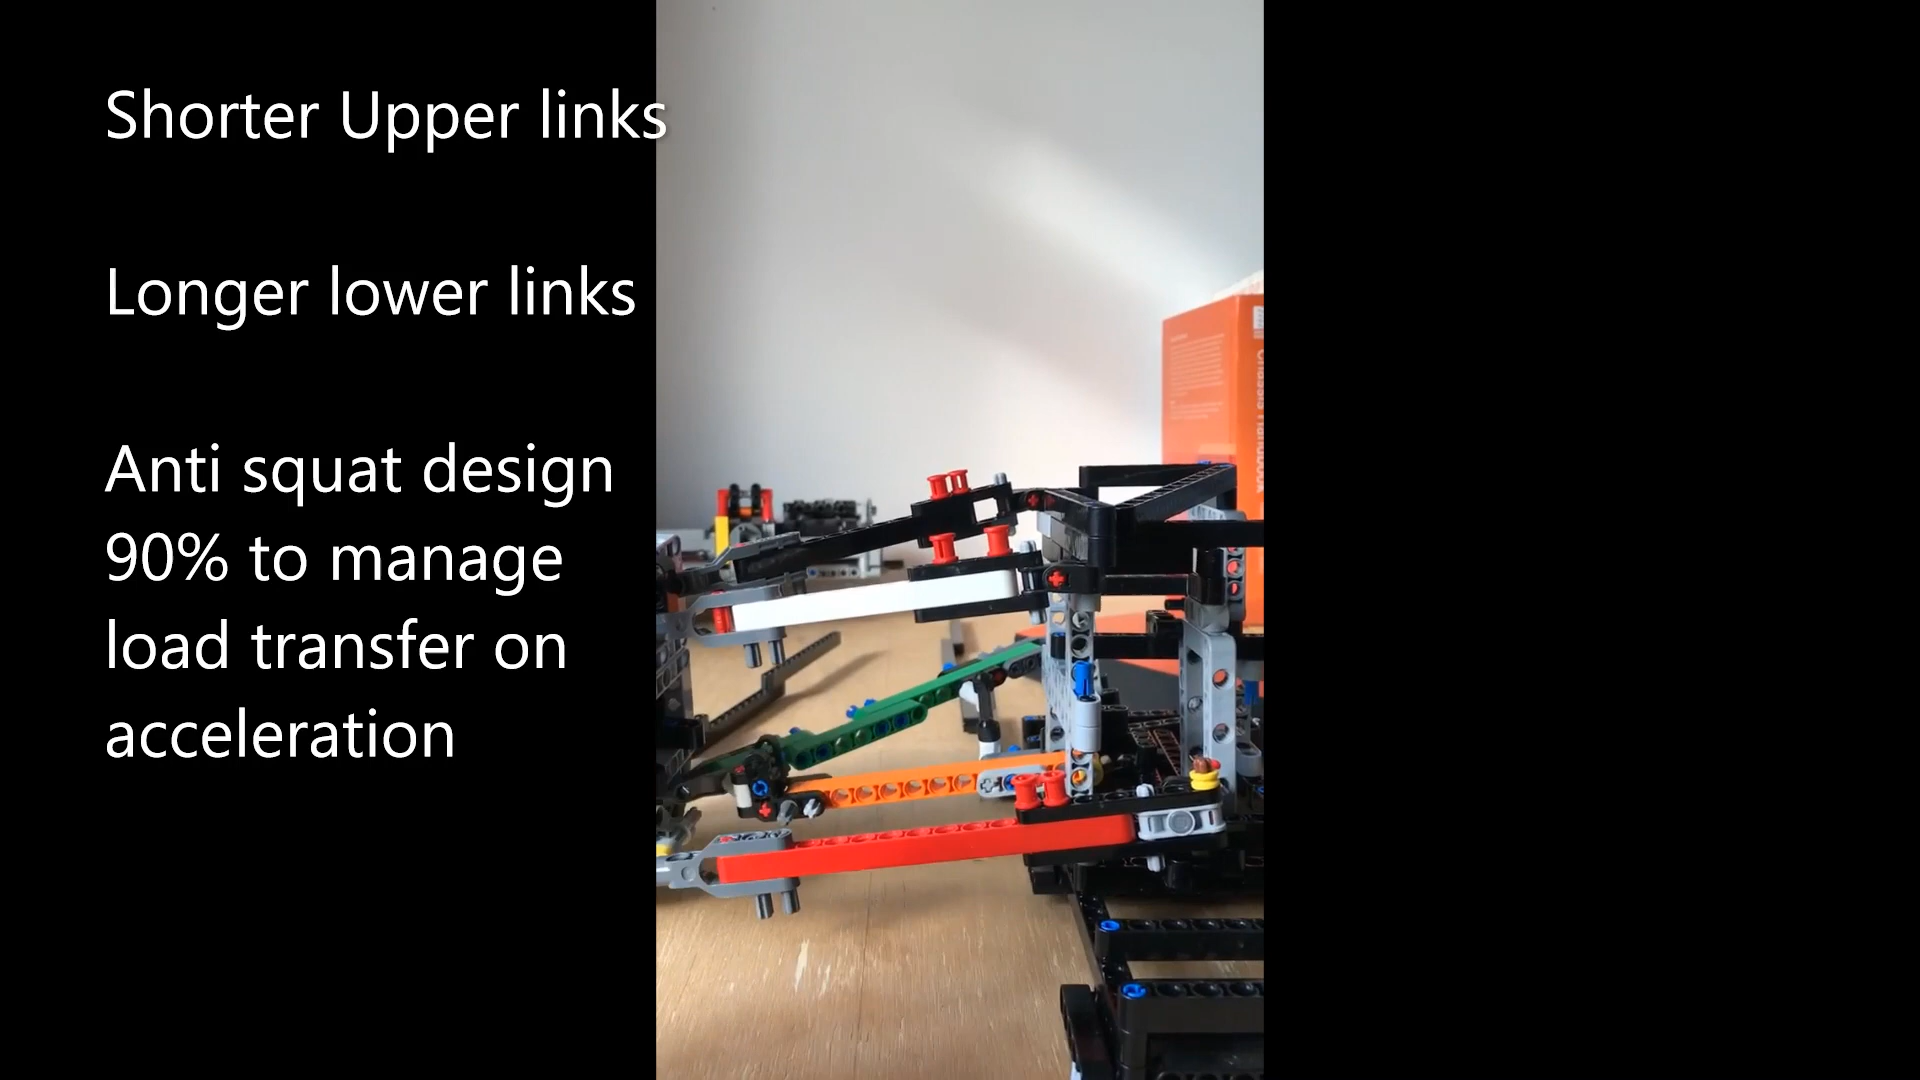 Shorter Upper links
Longer lower links
Anti squat design
90% to manage
load transfer on
acceleration